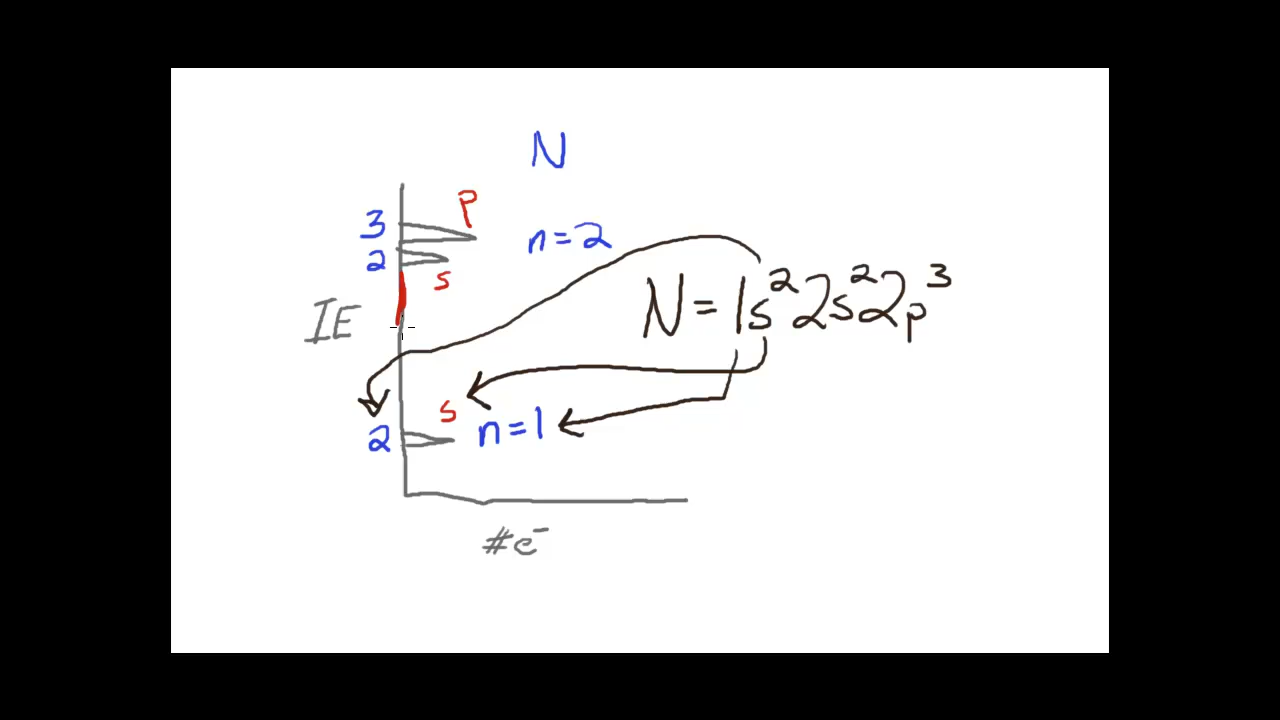 N
p
3
n=2
2
s
IE
N = 1s²2s²2p³
s
2
n=1
#e⁻